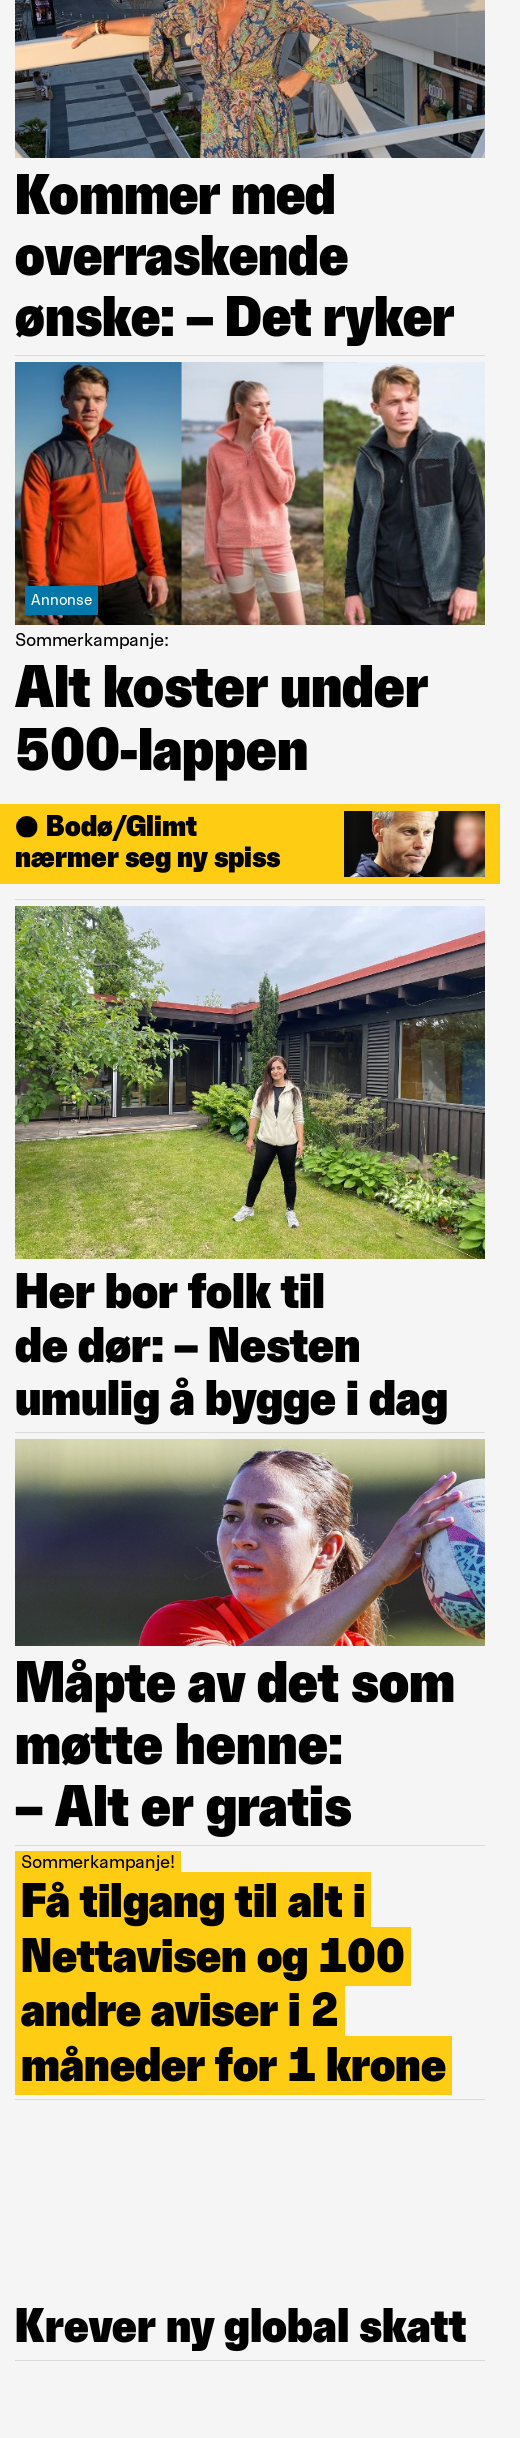 Kommer med
overraskende
ønske: – Det ryker
Annonse
Sommerkampanje:
Alt koster under
500-lappen
● Bodø/Glimt
nærmer seg ny spiss
Her bor folk til
de dør: – Nesten
umulig å bygge i dag
Måpte av det som
møtte henne:
– Alt er gratis
Sommerkampanje!
Få tilgang til alt i
Nettavisen og 100
andre aviser i 2
måneder for 1 krone
Krever ny global skatt